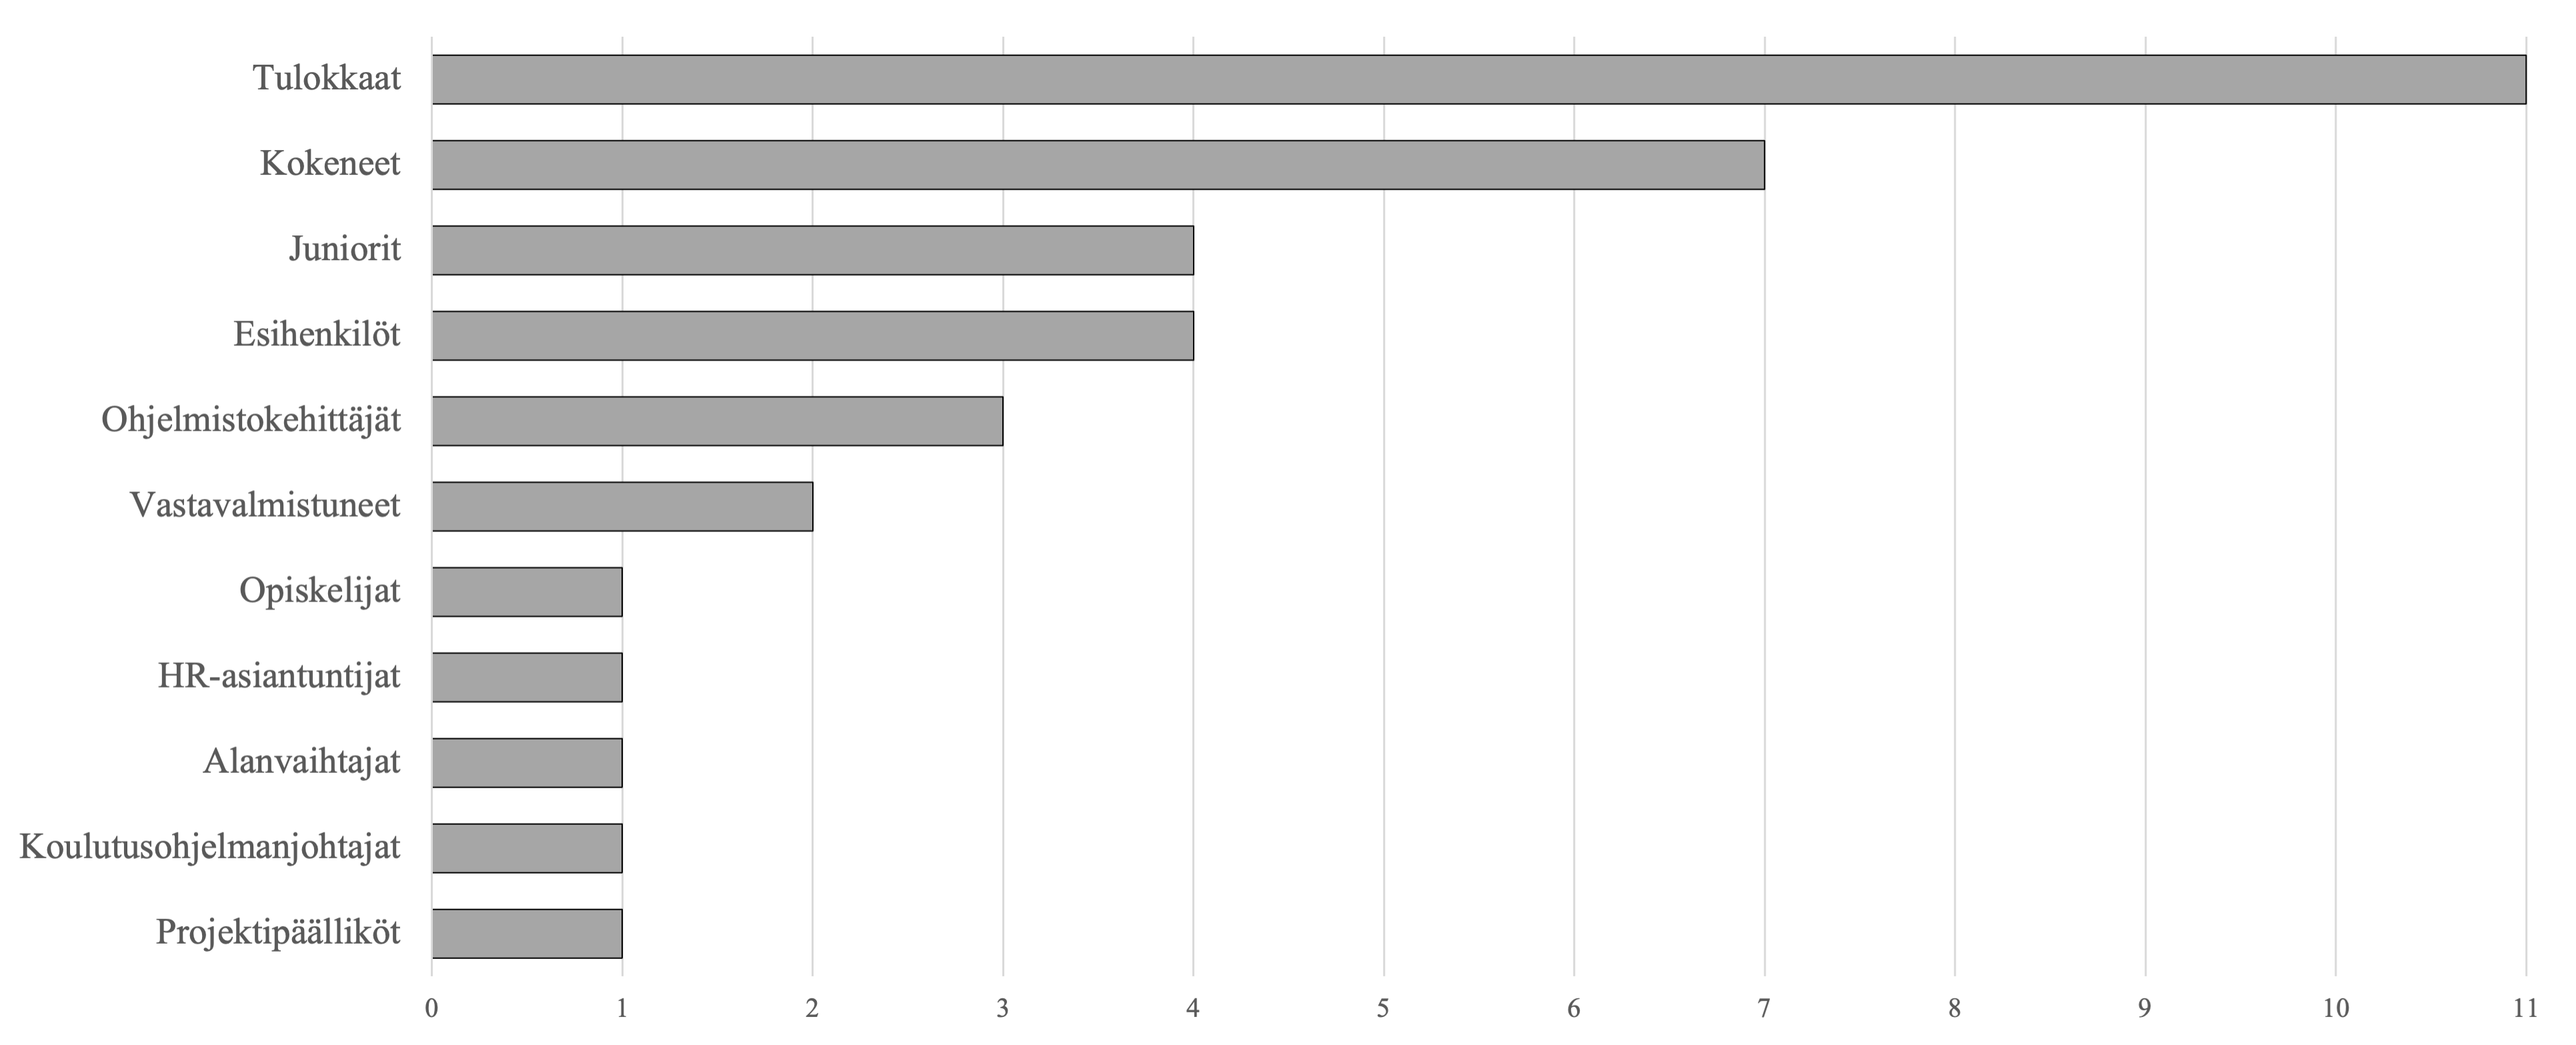 Tulokkaat
Kokeneet
Juniorit
Esihenkilöt
Ohjelmistokehittäjät
Vastavalmistuneet
Opiskelijat
HR-asiantuntijat
Alanvaihtajat
Koulutusohjelmanjohtajat
Projektipäälliköt
0 1 2 3 4 5 6 7 8 9 10 11